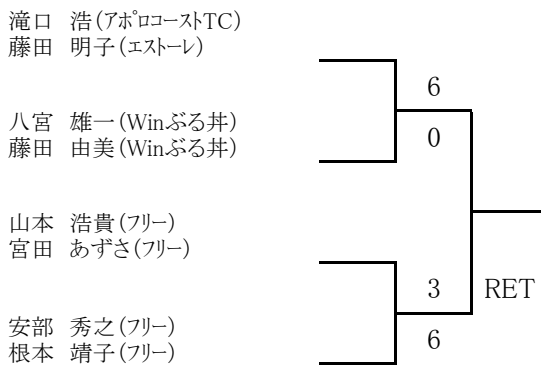 滝口 浩(ｱﾎﾟﾛｺｰｽﾄTC)
藤田 明子(ｴｽﾄｰﾚ)
6
八宮 雄一(Winぶる丼)
藤田 由美(Winぶる丼)
0
山本 浩貴(ﾌﾘｰ)
宮田 あずさ(ﾌﾘｰ)
3 RET
安部 秀之(ﾌﾘｰ)
根本 靖子(ﾌﾘｰ)
6